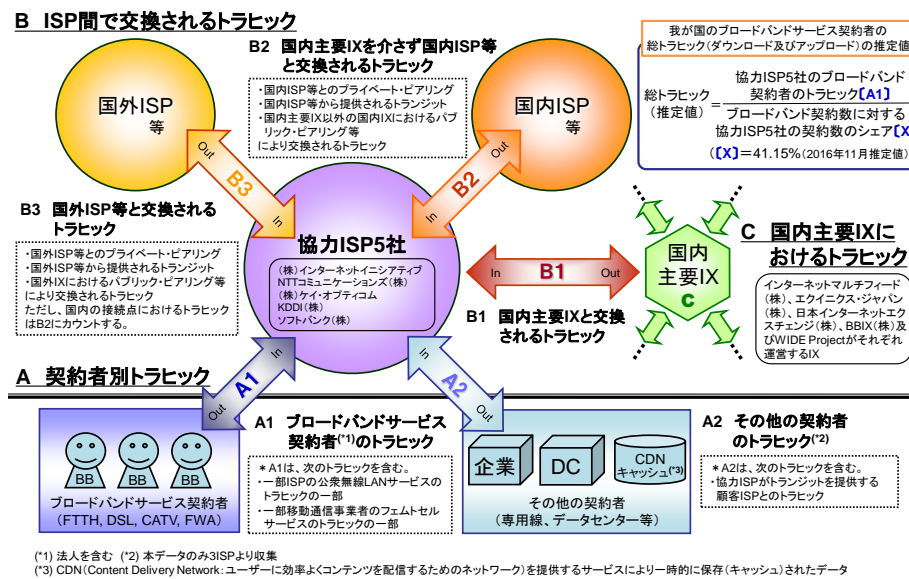 B ISP間で交換されるトラヒック
国外ISP
等
B2 国内主要IXを介さず国内ISP等
と交換されるトラヒック
・国内ISP等とのプライベート・ピアリング
・国内ISP等から提供されるトランジット
・国内主要IX以外の国内IXにおけるパブ
リック・ピアリング等
により交換されるトラヒック
国内ISP
等
我が国のブロードバンドサービス契約者の
総トラヒック(ダウンロード及びアップロード)の推定値
総トラヒック
(推定値)
=
協力ISP5社のブロードバンド
契約者のトラヒック[A1]
ブロードバンド契約数に対する
協力ISP5社の契約数のシェア[X
([X]=41.15%(2016年11月推定値)
Out
B3
In
Out
B2
In
B3 国外ISP等と交換される
トラヒック
・国外ISP等とのプライベート・ピアリング
・国外ISP等から提供されるトランジット
・国外IXにおけるパブリック・ピアリング等
により交換されるトラヒック
ただし、国内の接続点におけるトラヒック
はB2にカウントする。
協力ISP5社
(株)インターネットイニシアティブ
NTTコミュニケーションズ(株)
(株)ケイ・オプティコム
KDDI(株)
ソフトバンク(株)
In
B1
Out
B1 国内主要IXと交換
されるトラヒック
国内
主要IX
C
C 国内主要IXに
おけるトラヒック
インターネットマルチフィード
(株)、エクイニクス・ジャパン
(株)、日本インターネットエク
スチェンジ(株)、BBIX(株)及
びWIDE Projectがそれぞれ
運営するIX
A 契約者別トラヒック
In
A1
Out
In
A2
Out
BB
BB
BB
ブロードバンドサービス契約者
(FTTH, DSL, CATV, FWA)
A1 ブロードバンドサービス
契約者(*1)のトラヒック
*A1は、次のトラヒックを含む。
・一部ISPの公衆無線LANサービスの
トラヒックの一部
・一部移動通信事業者のフェムトセル
サービスのトラヒックの一部
企業
DC
CDN
キャッシュ(*3)
その他の契約者
(専用線、データセンター等)
A2 その他の契約者
のトラヒック(*2)
*A2は、次のトラヒックを含む。
・協力ISPがトランジットを提供する
顧客ISPとのトラヒック
(*1) 法人を含む (*2) 本データのみ3ISPより収集
(*3) CDN(Content Delivery Network:ユーザーに効率よくコンテンツを配信するためのネットワーク)を提供するサービスにより一時的に保存(キャッシュ)されたデータ